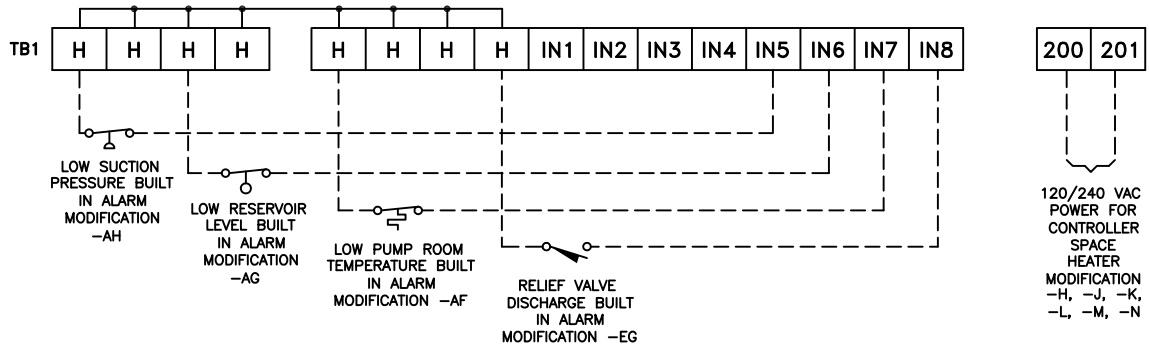 TB1 H H H H H H H H IN1 IN2 IN3 IN4 IN5 IN6 IN7 IN8 200 201
LOW SUCTION
PRESSURE BUILT
IN ALARM
MODIFICATION
-AH
LOW RESERVOIR
LEVEL BUILT
IN ALARM
MODIFICATION
-AG
LOW PUMP ROOM
TEMPERATURE BUILT
IN ALARM
MODIFICATION -AF
RELIEF VALVE
DISCHARGE BUILT
IN ALARM
MODIFICATION -EG
120/240 VAC
POWER FOR
CONTROLLER
SPACE
HEATER
MODIFICATION
-H, -J, -K,
-L, -M, -N